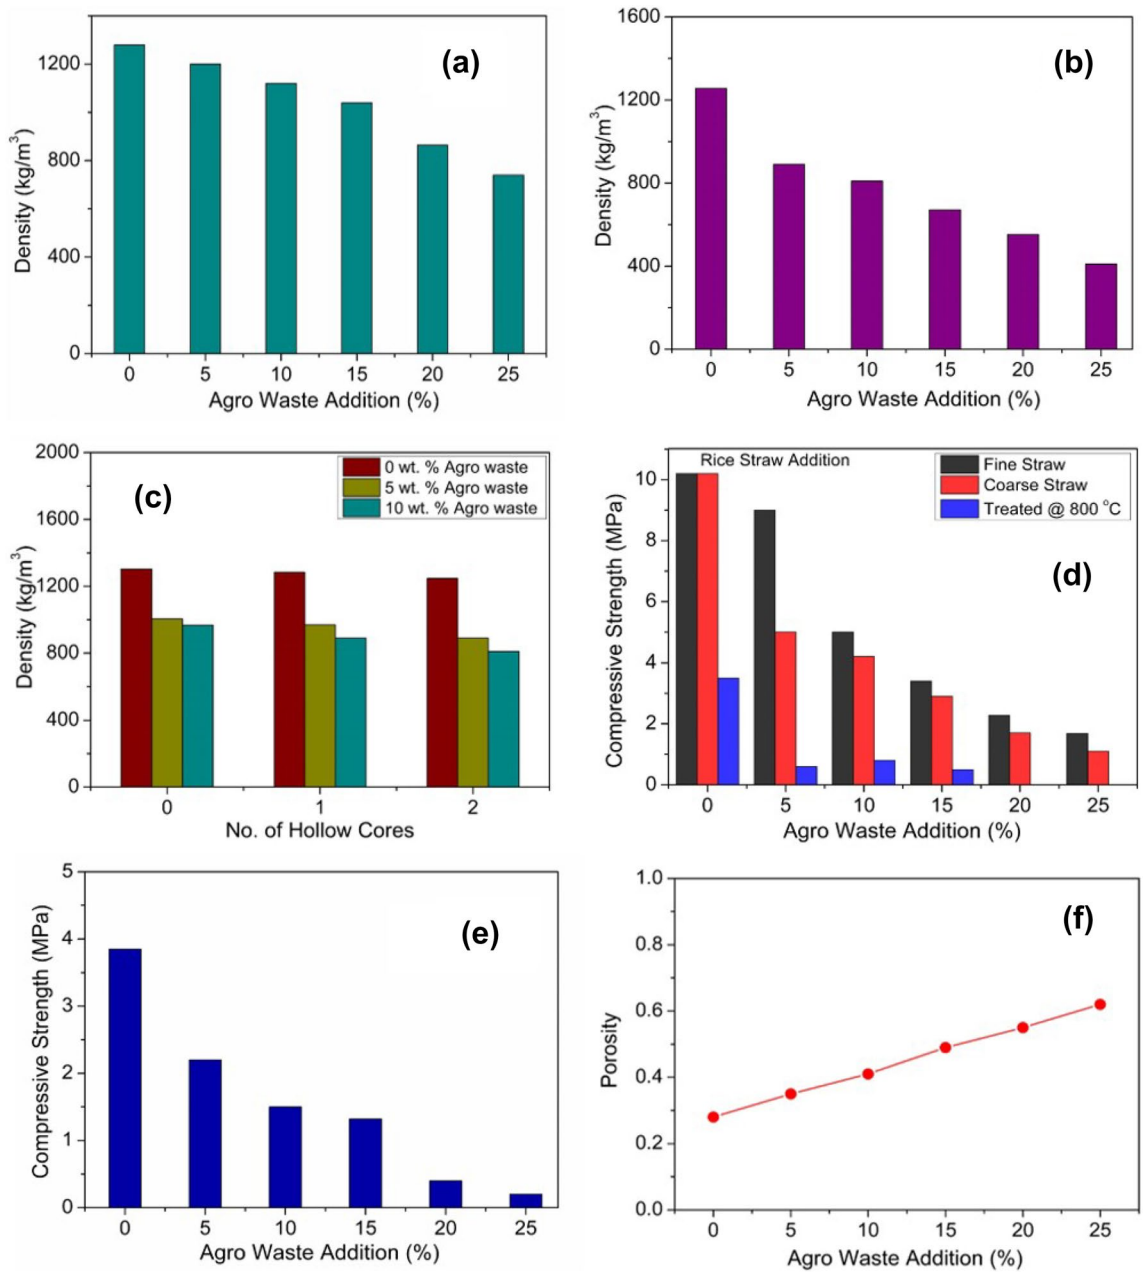 (a)
1200
800
400
0
Density (kg/m³)
0 5 10 15 20 25
Agro Waste Addition (%)
(b)
1600
1200
800
400
0
Density (kg/m³)
0 5 10 15 20 25
Agro Waste Addition (%)
(c)
2000
1600
1200
800
400
0
Density (kg/m³)
0 wt. % Agro waste
5 wt. % Agro waste
10 wt. % Agro waste
0 1 2
No. of Hollow Cores
Rice Straw Addition
Fine Straw
Coarse Straw
Treated @ 800 °C
(d)
10
8
6
4
2
0
Compressive Strength (MPa)
0 5 10 15 20 25
Agro Waste Addition (%)
(e)
5
4
3
2
1
0
Compressive Strength (MPa)
0 5 10 15 20 25
Agro Waste Addition (%)
(f)
1.0
0.8
0.6
0.4
0.2
0.0
Porosity
0 5 10 15 20 25
Agro Waste Addition (%)